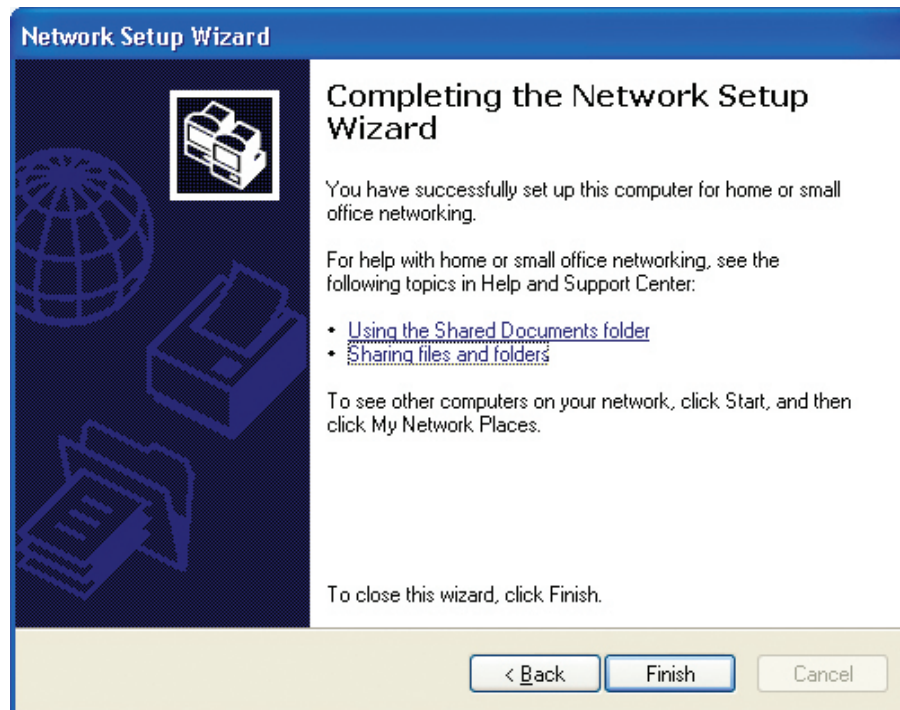 Network Setup Wizard
Completing the Network Setup
Wizard
You have successfully set up this computer for home or small
office networking.
For help with home or small office networking, see the
following topics in Help and Support Center:
• Using the Shared Documents folder
• Sharing files and folders
To see other computers on your network, click Start, and then
click My Network Places.
To close this wizard, click Finish.
< Back Finish Cancel